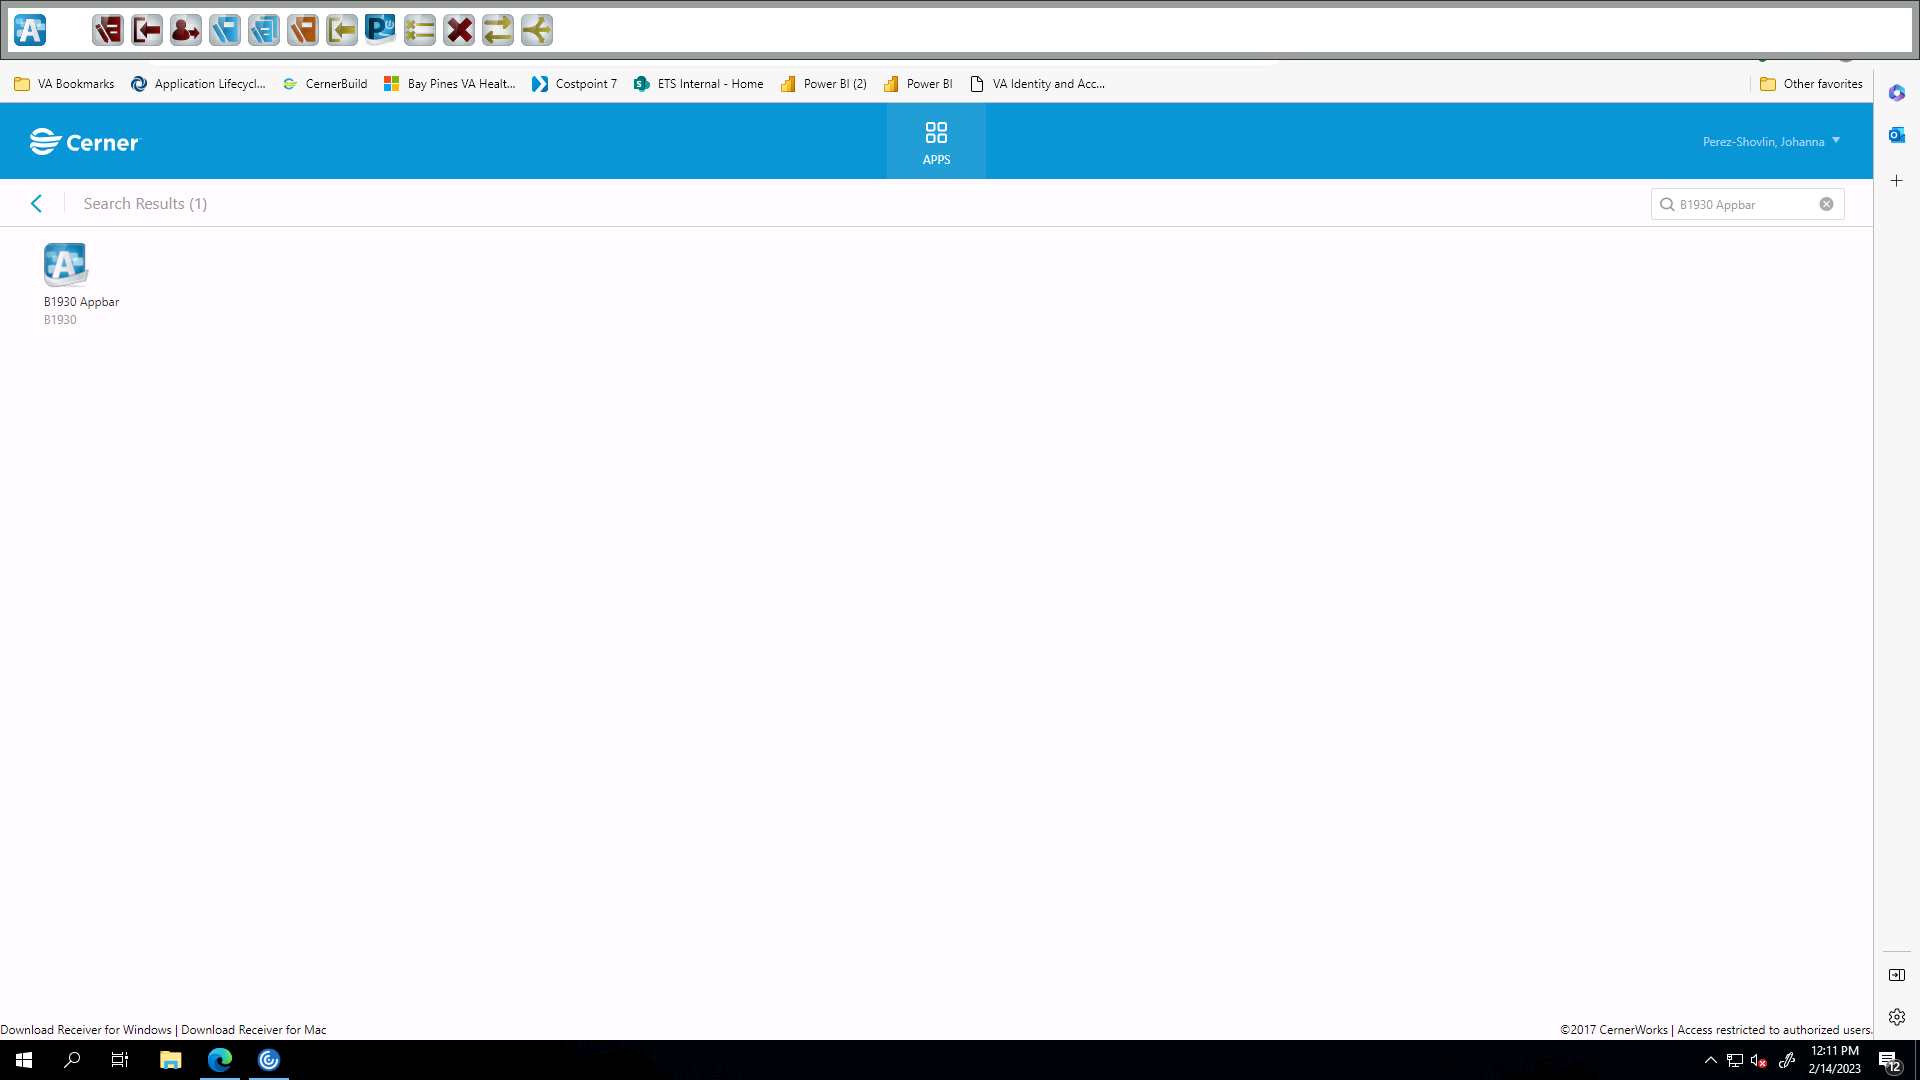 VA Bookmarks Application Lifecycl... CernerBuild Bay Pines VA Healt... Costpoint 7 ETS Internal - Home Power BI (2) Power BI VA Identity and Acc... Other favorites
Cerner
APPS
Perez-Shovlin, Johanna
Search Results (1)
B1930 Appbar
B1930 Appbar
B1930
Download Receiver for Windows | Download Receiver for Mac
©2017 CernerWorks | Access restricted to authorized users.
12:11 PM
2/14/2023
12